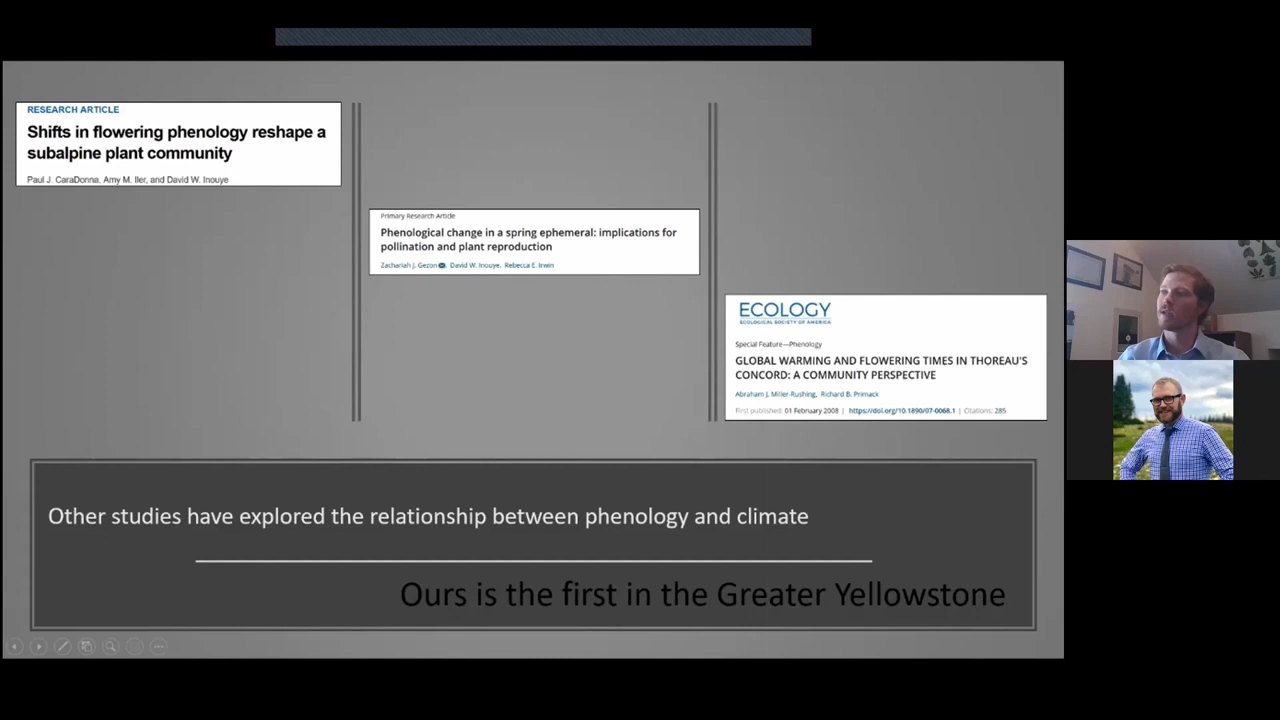 RESEARCH ARTICLE
Shifts in flowering phenology reshape a
subalpine plant community
Paul J. CaraDonna, Amy M. Iler, and David W. Inouye
Primary Research Article
Phenological change in a spring ephemeral: implications for
pollination and plant reproduction
Zachariah J. Gezon, David W. Inouye, Rebecca E. Irwin
ECOLOGY
ECOLOGICAL SOCIETY OF AMERICA
Special Feature—Phenology
GLOBAL WARMING AND FLOWERING TIMES IN THOREAU'S
CONCORD: A COMMUNITY PERSPECTIVE
Abraham J. Miller-Rushing, Richard B. Primack
First published: 01 February 2008 | https://doi.org/10.1890/07-0068.1 | Citations: 285
Other studies have explored the relationship between phenology and climate
Ours is the first in the Greater Yellowstone